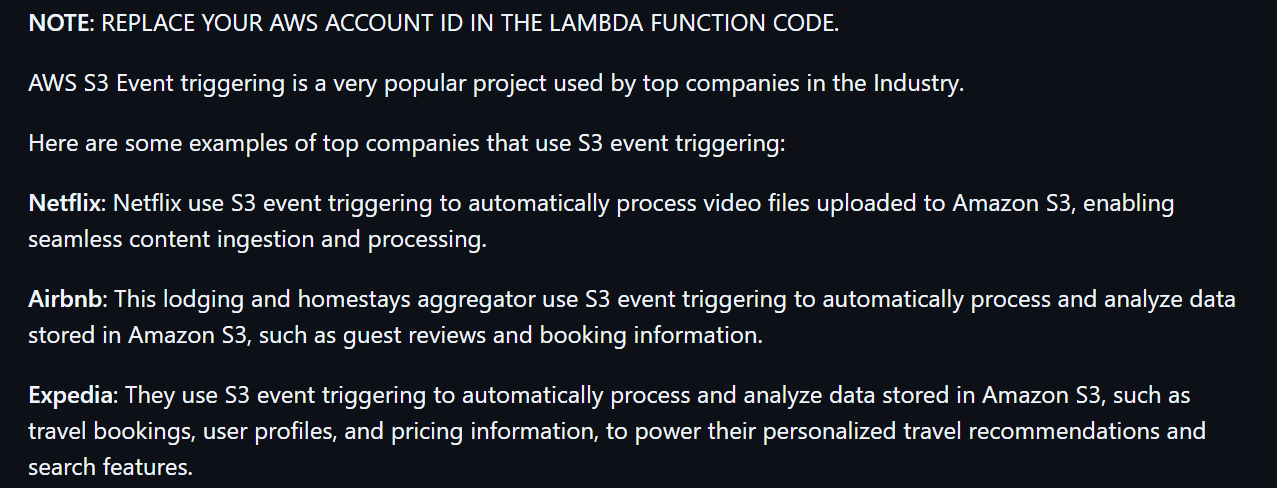 NOTE: REPLACE YOUR AWS ACCOUNT ID IN THE LAMBDA FUNCTION CODE.
AWS S3 Event triggering is a very popular project used by top companies in the Industry.
Here are some examples of top companies that use S3 event triggering:
Netflix: Netflix use S3 event triggering to automatically process video files uploaded to Amazon S3, enabling
seamless content ingestion and processing.
Airbnb: This lodging and homestays aggregator use S3 event triggering to automatically process and analyze data
stored in Amazon S3, such as guest reviews and booking information.
Expedia: They use S3 event triggering to automatically process and analyze data stored in Amazon S3, such as
travel bookings, user profiles, and pricing information, to power their personalized travel recommendations and
search features.